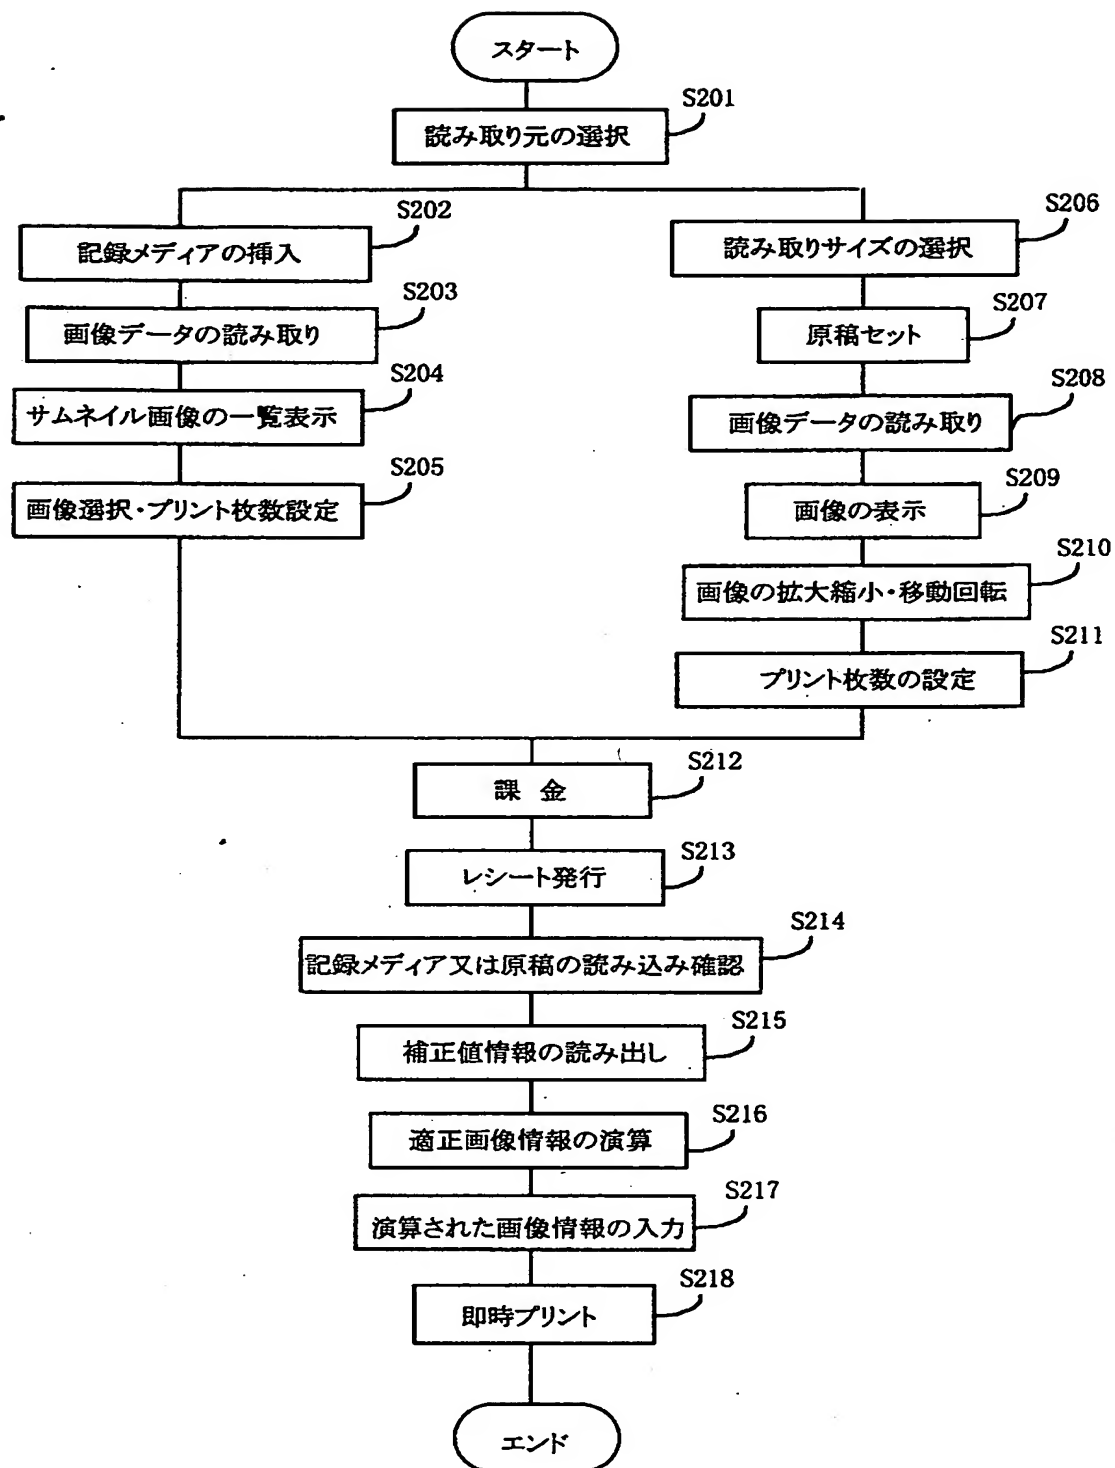 スタート
S201
読み取り元の選択
S202
記録メディアの挿入
S203
画像データの読み取り
S204
サムネイル画像の一覧表示
S205
画像選択・プリント枚数設定
S206
読み取りサイズの選択
S207
原稿セット
S208
画像データの読み取り
S209
画像の表示
S210
画像の拡大縮小・移動回転
S211
プリント枚数の設定
S212
課 金
S213
レシート発行
S214
記録メディア又は原稿の読み込み確認
S215
補正値情報の読み出し
S216
適正画像情報の演算
S217
演算された画像情報の入力
S218
即時プリント
エンド